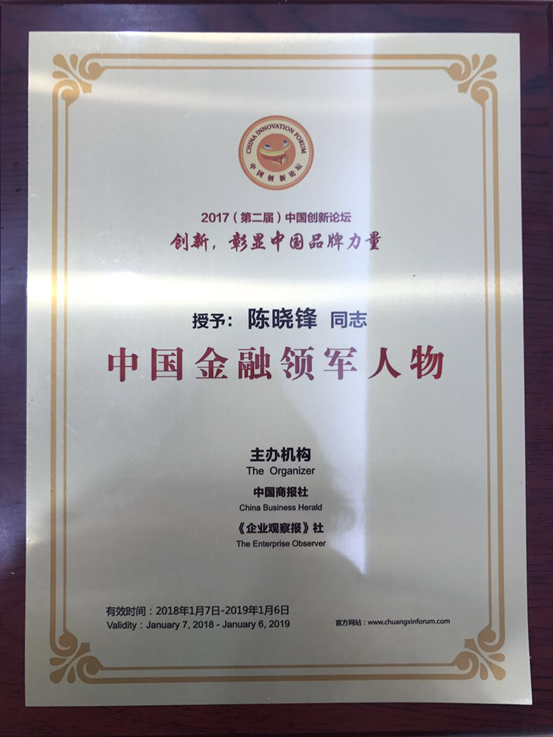 CHINA INNOVATION FORUM
中国创新论坛
2017（第二届）中国创新论坛
创新，彰显中国品牌力量
授予：陈晓锋 同志
中国金融领军人物
主办机构
The Organizer
中国商报社
China Business Herald
《企业观察报》社
The Enterprise Observer
有效时间：2018年1月7日-2019年1月6日
Validity：January 7, 2018 - January 6, 2019
官方网站：www.chuangxinforum.com